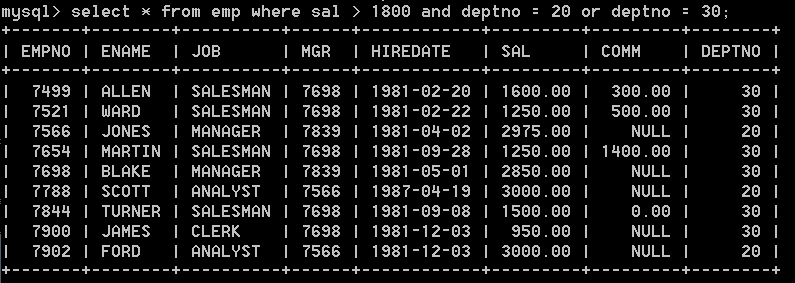 mysql> select * from emp where sal > 1800 and deptno = 20 or deptno = 30;
+-------+--------+----------+------+------------+---------+---------+--------+
| EMPNO | ENAME  | JOB      | MGR  | HIREDATE   | SAL     | COMM    | DEPTNO |
+-------+--------+----------+------+------------+---------+---------+--------+
|  7499 | ALLEN  | SALESMAN | 7698 | 1981-02-20 | 1600.00 |  300.00 |     30 |
|  7521 | WARD   | SALESMAN | 7698 | 1981-02-22 | 1250.00 |  500.00 |     30 |
|  7566 | JONES  | MANAGER  | 7839 | 1981-04-02 | 2975.00 |    NULL |     20 |
|  7654 | MARTIN | SALESMAN | 7698 | 1981-09-28 | 1250.00 | 1400.00 |     30 |
|  7698 | BLAKE  | MANAGER  | 7839 | 1981-05-01 | 2850.00 |    NULL |     30 |
|  7788 | SCOTT  | ANALYST  | 7566 | 1987-04-19 | 3000.00 |    NULL |     20 |
|  7844 | TURNER | SALESMAN | 7698 | 1981-09-08 | 1500.00 |    0.00 |     30 |
|  7900 | JAMES  | CLERK    | 7698 | 1981-12-03 |  950.00 |    NULL |     30 |
|  7902 | FORD   | ANALYST  | 7566 | 1981-12-03 | 3000.00 |    NULL |     20 |
+-------+--------+----------+------+------------+---------+---------+--------+